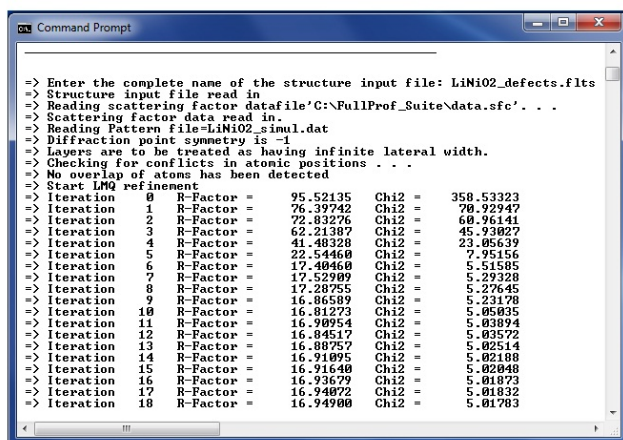 Command Prompt
=> Enter the complete name of the structure input file: LiNiO2_defects.flts
=> Structure input file read in
=> Reading scattering factor datafile'C:\FullProf_Suite\data.sfc'. . .
=> Scattering factor data read in.
=> Reading Pattern file=LiNiO2_simul.dat
=> Diffraction point symmetry is -1
=> Layers are to be treated as having infinite lateral width.
=> Checking for conflicts in atomic positions . . .
=> No overlap of atoms has been detected
=> Start LMQ refinement
=> Iteration 0 R-Factor = 95.52135 Chi2 = 358.53323
=> Iteration 1 R-Factor = 76.39742 Chi2 = 70.92947
=> Iteration 2 R-Factor = 72.83276 Chi2 = 60.96141
=> Iteration 3 R-Factor = 62.21387 Chi2 = 45.93027
=> Iteration 4 R-Factor = 41.48328 Chi2 = 23.05639
=> Iteration 5 R-Factor = 22.54460 Chi2 = 7.95156
=> Iteration 6 R-Factor = 17.40460 Chi2 = 5.51585
=> Iteration 7 R-Factor = 17.52909 Chi2 = 5.29328
=> Iteration 8 R-Factor = 17.28755 Chi2 = 5.27645
=> Iteration 9 R-Factor = 16.86589 Chi2 = 5.23178
=> Iteration 10 R-Factor = 16.81273 Chi2 = 5.05035
=> Iteration 11 R-Factor = 16.90954 Chi2 = 5.03894
=> Iteration 12 R-Factor = 16.84517 Chi2 = 5.03572
=> Iteration 13 R-Factor = 16.88757 Chi2 = 5.02514
=> Iteration 14 R-Factor = 16.91095 Chi2 = 5.02188
=> Iteration 15 R-Factor = 16.91640 Chi2 = 5.02048
=> Iteration 16 R-Factor = 16.93679 Chi2 = 5.01873
=> Iteration 17 R-Factor = 16.94072 Chi2 = 5.01832
=> Iteration 18 R-Factor = 16.94900 Chi2 = 5.01783